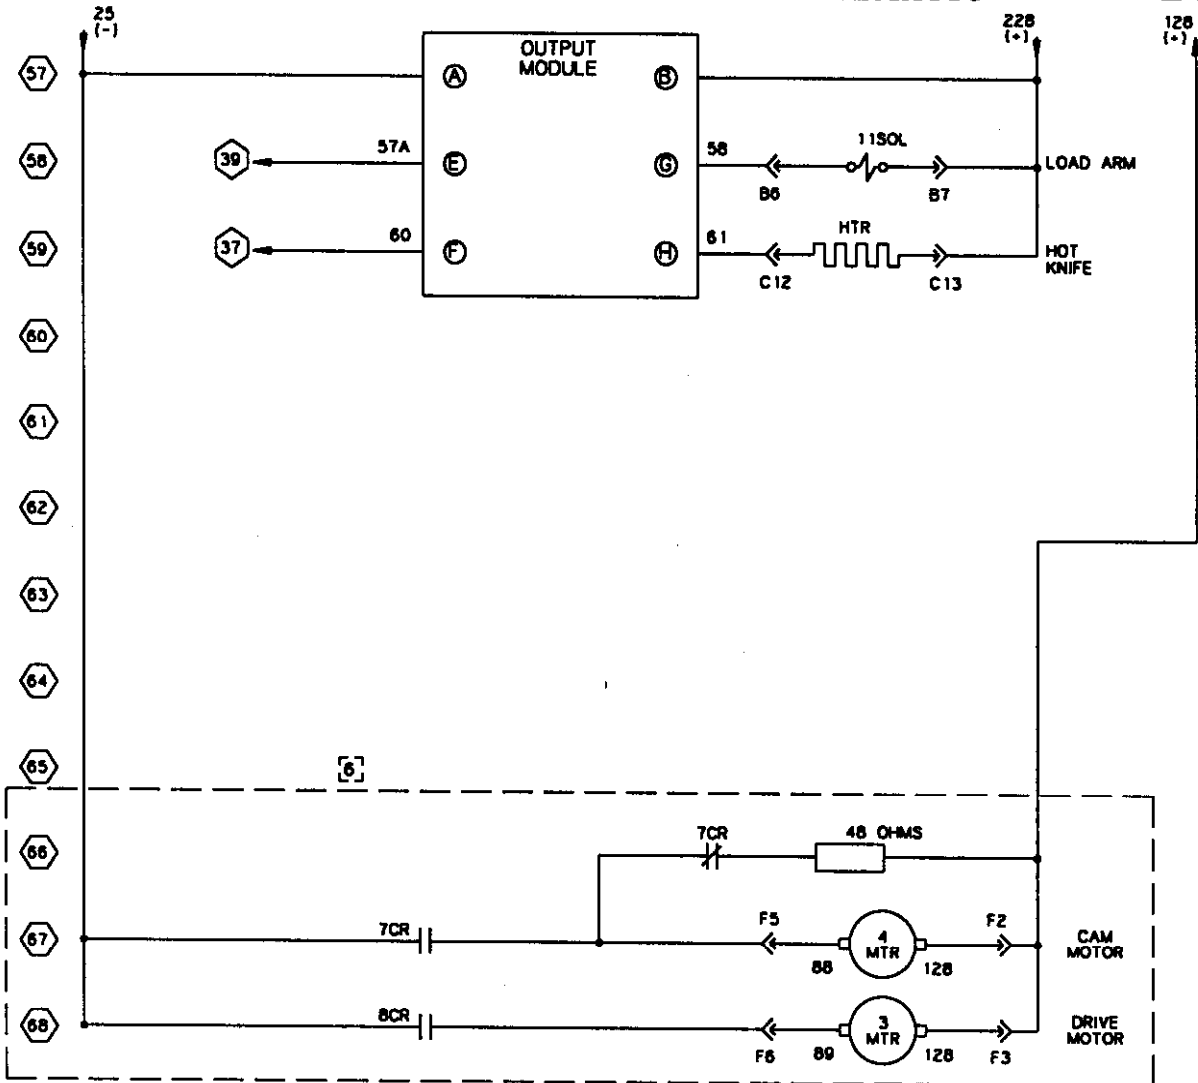 25
(-)
228
(+)
128
(+)
57
OUTPUT
MODULE
A
B
58
39
57A
E
G
58
11SOL
B6
B7
LOAD ARM
59
37
60
F
H
61
HTR
C12
C13
HOT
KNIFE
60
61
62
63
64
65
6
66
7CR
48 OHMS
67
7CR
F5
4
MTR
88
128
F2
CAM
MOTOR
68
8CR
F6
3
MTR
89
128
F3
DRIVE
MOTOR